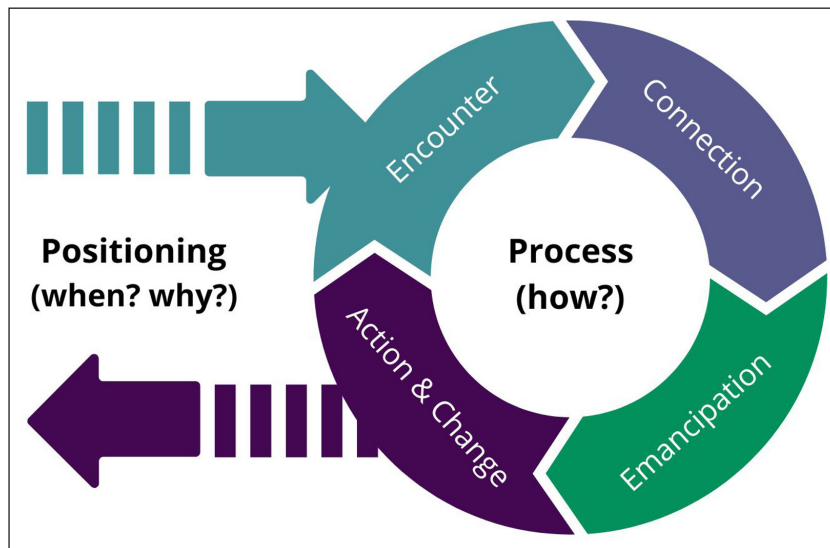 Encounter
Connection
Positioning
(when? why?)
Process
(how?)
Action & Change
Emancipation